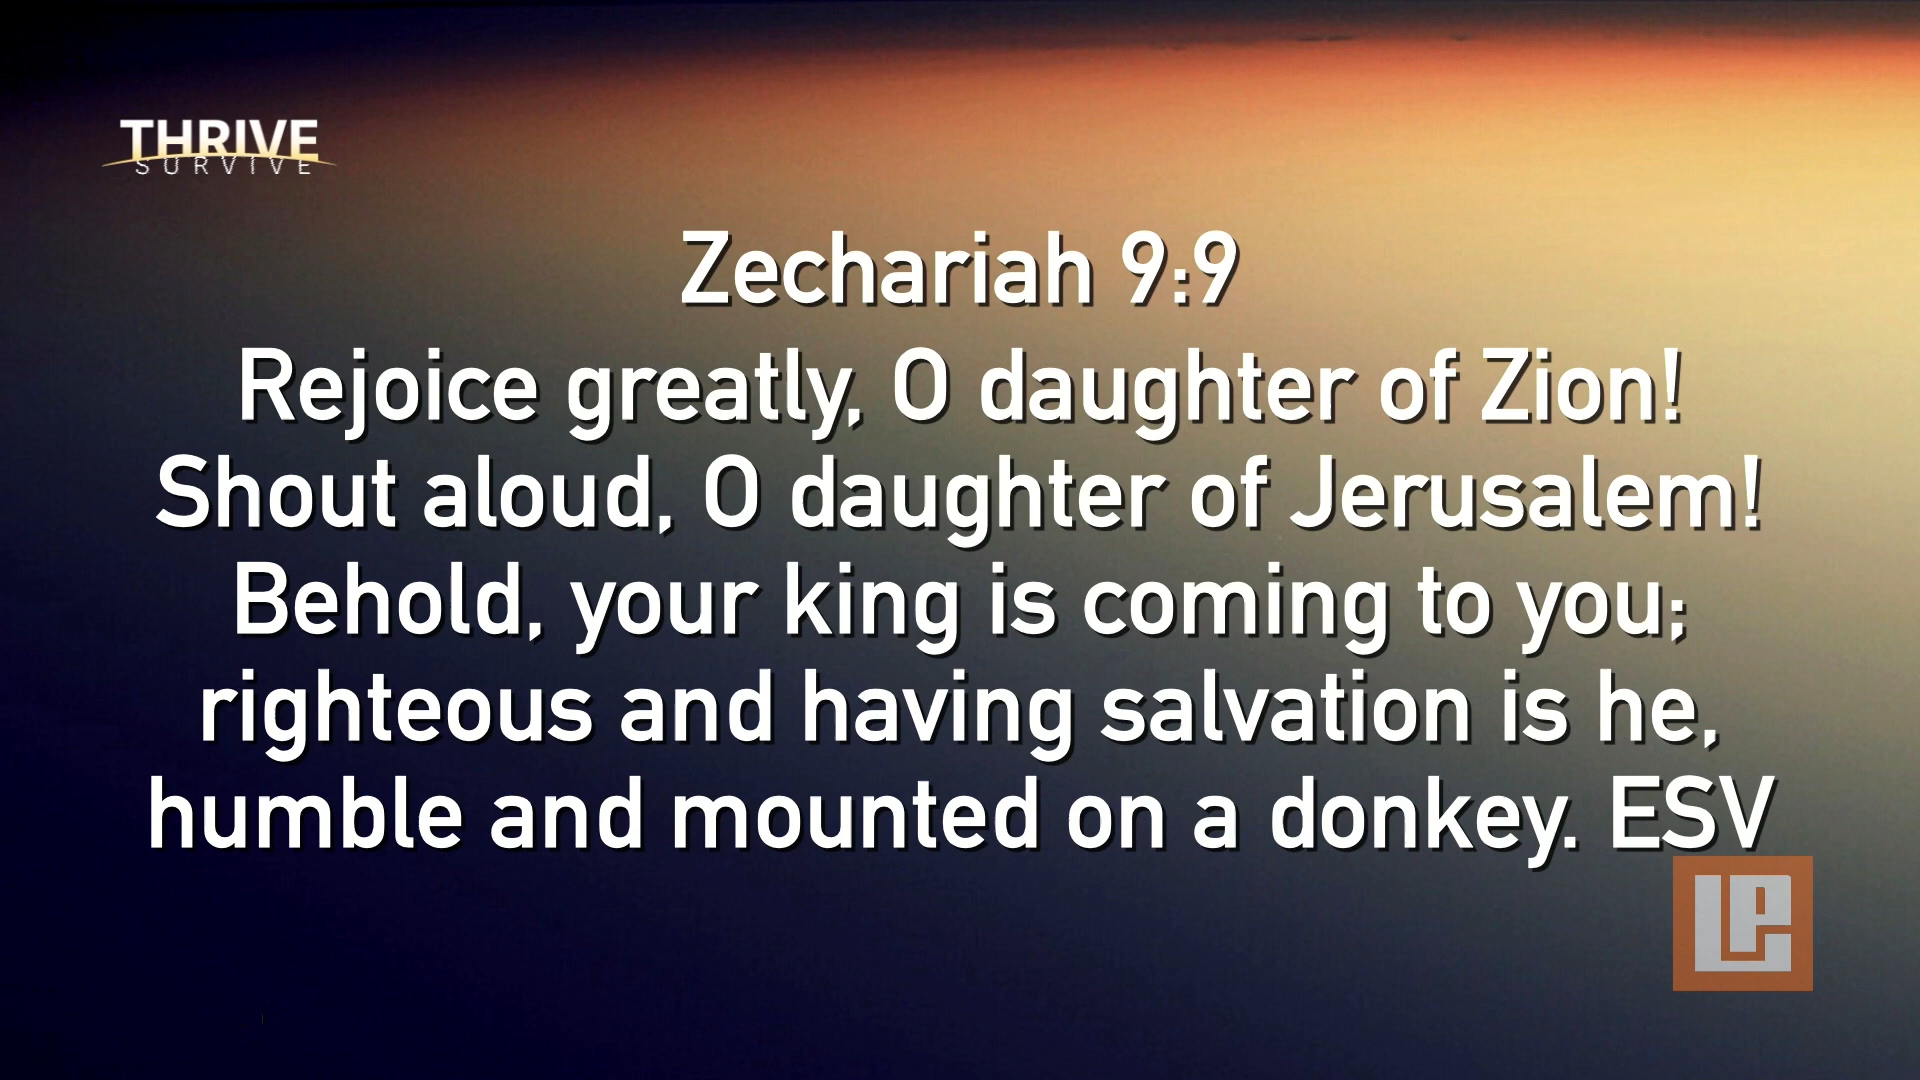 THRIVE
SURVIVE
Zechariah 9:9
Rejoice greatly, O daughter of Zion!
Shout aloud, O daughter of Jerusalem!
Behold, your king is coming to you;
righteous and having salvation is he,
humble and mounted on a donkey. ESV
LP